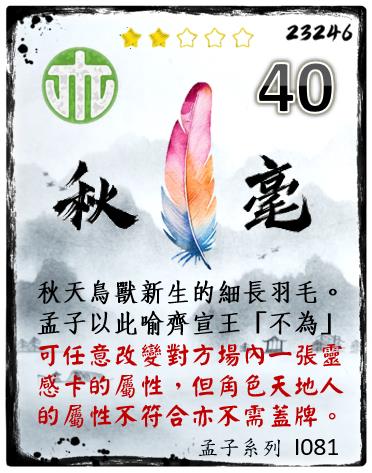 23246
木
40
秋 毫
秋天鳥獸新生的細長羽毛。
孟子以此喻齊宣王「不為」
可任意改變對方場內一張靈
感卡的屬性，但角色天地人
的屬性不符合亦不需蓋牌。
孟子系列 I081